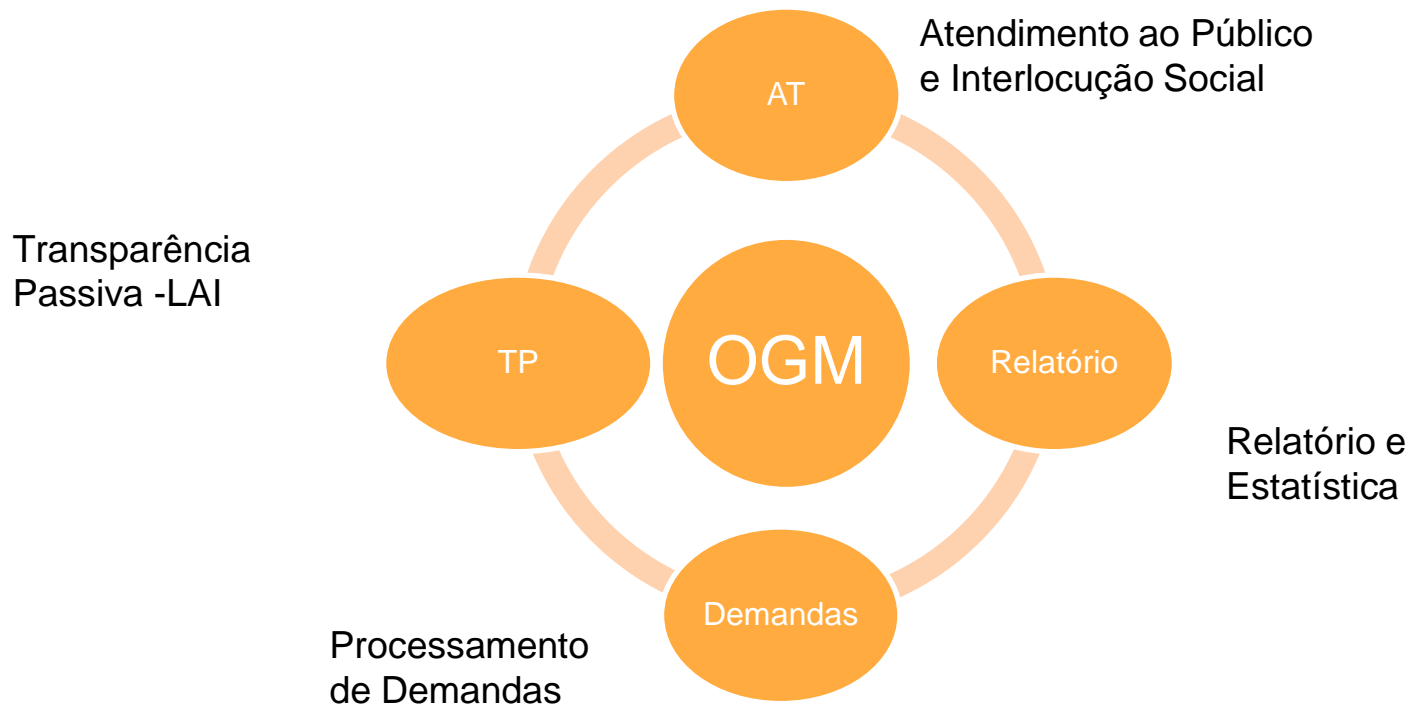 Atendimento ao Público
e Interlocução Social
AT
Transparência
Passiva -LAI
TP
OGM
Relatório
Relatório e
Estatística
Demandas
Processamento
de Demandas